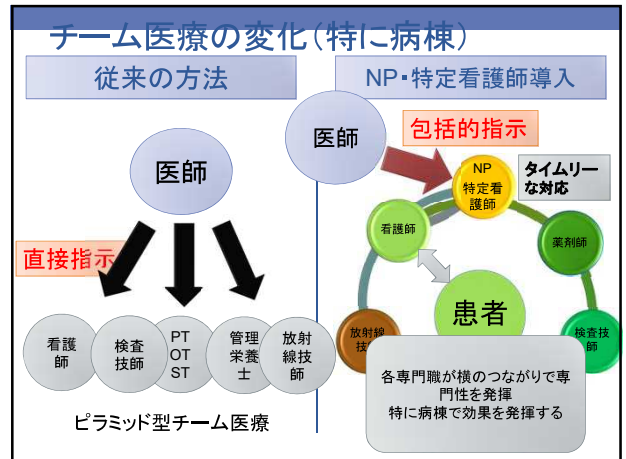 チーム医療の変化(特に病棟)
従来の方法
NP・特定看護師導入
医師
直接指示
看護
師
検査
技師
PT
OT
ST
管理
栄養
士
放射
線技
師
ピラミッド型チーム医療
医師
包括的指示
NP
特定看
護師
タイムリー
な対応
看護師
薬剤師
患者
放射線
技師
検査技
師
各専門職が横のつながりで専
門性を発揮
特に病棟で効果を発揮する